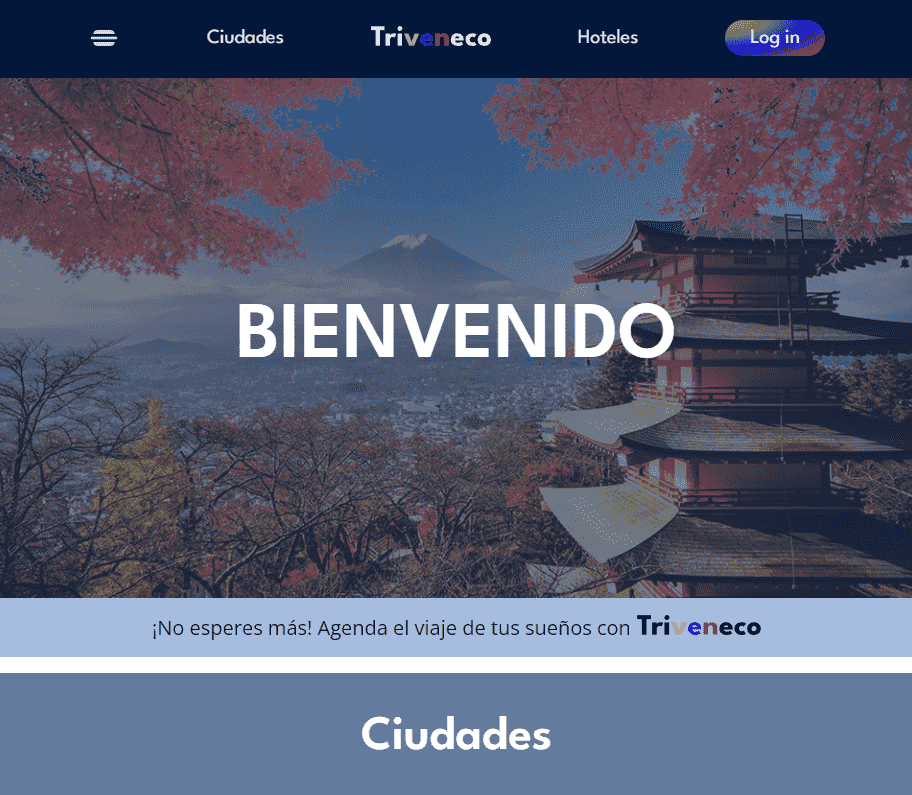 Ciudades Triveneco Hoteles Log in
BIENVENIDO
¡No esperes más! Agenda el viaje de tus sueños con Triveneco
Ciudades